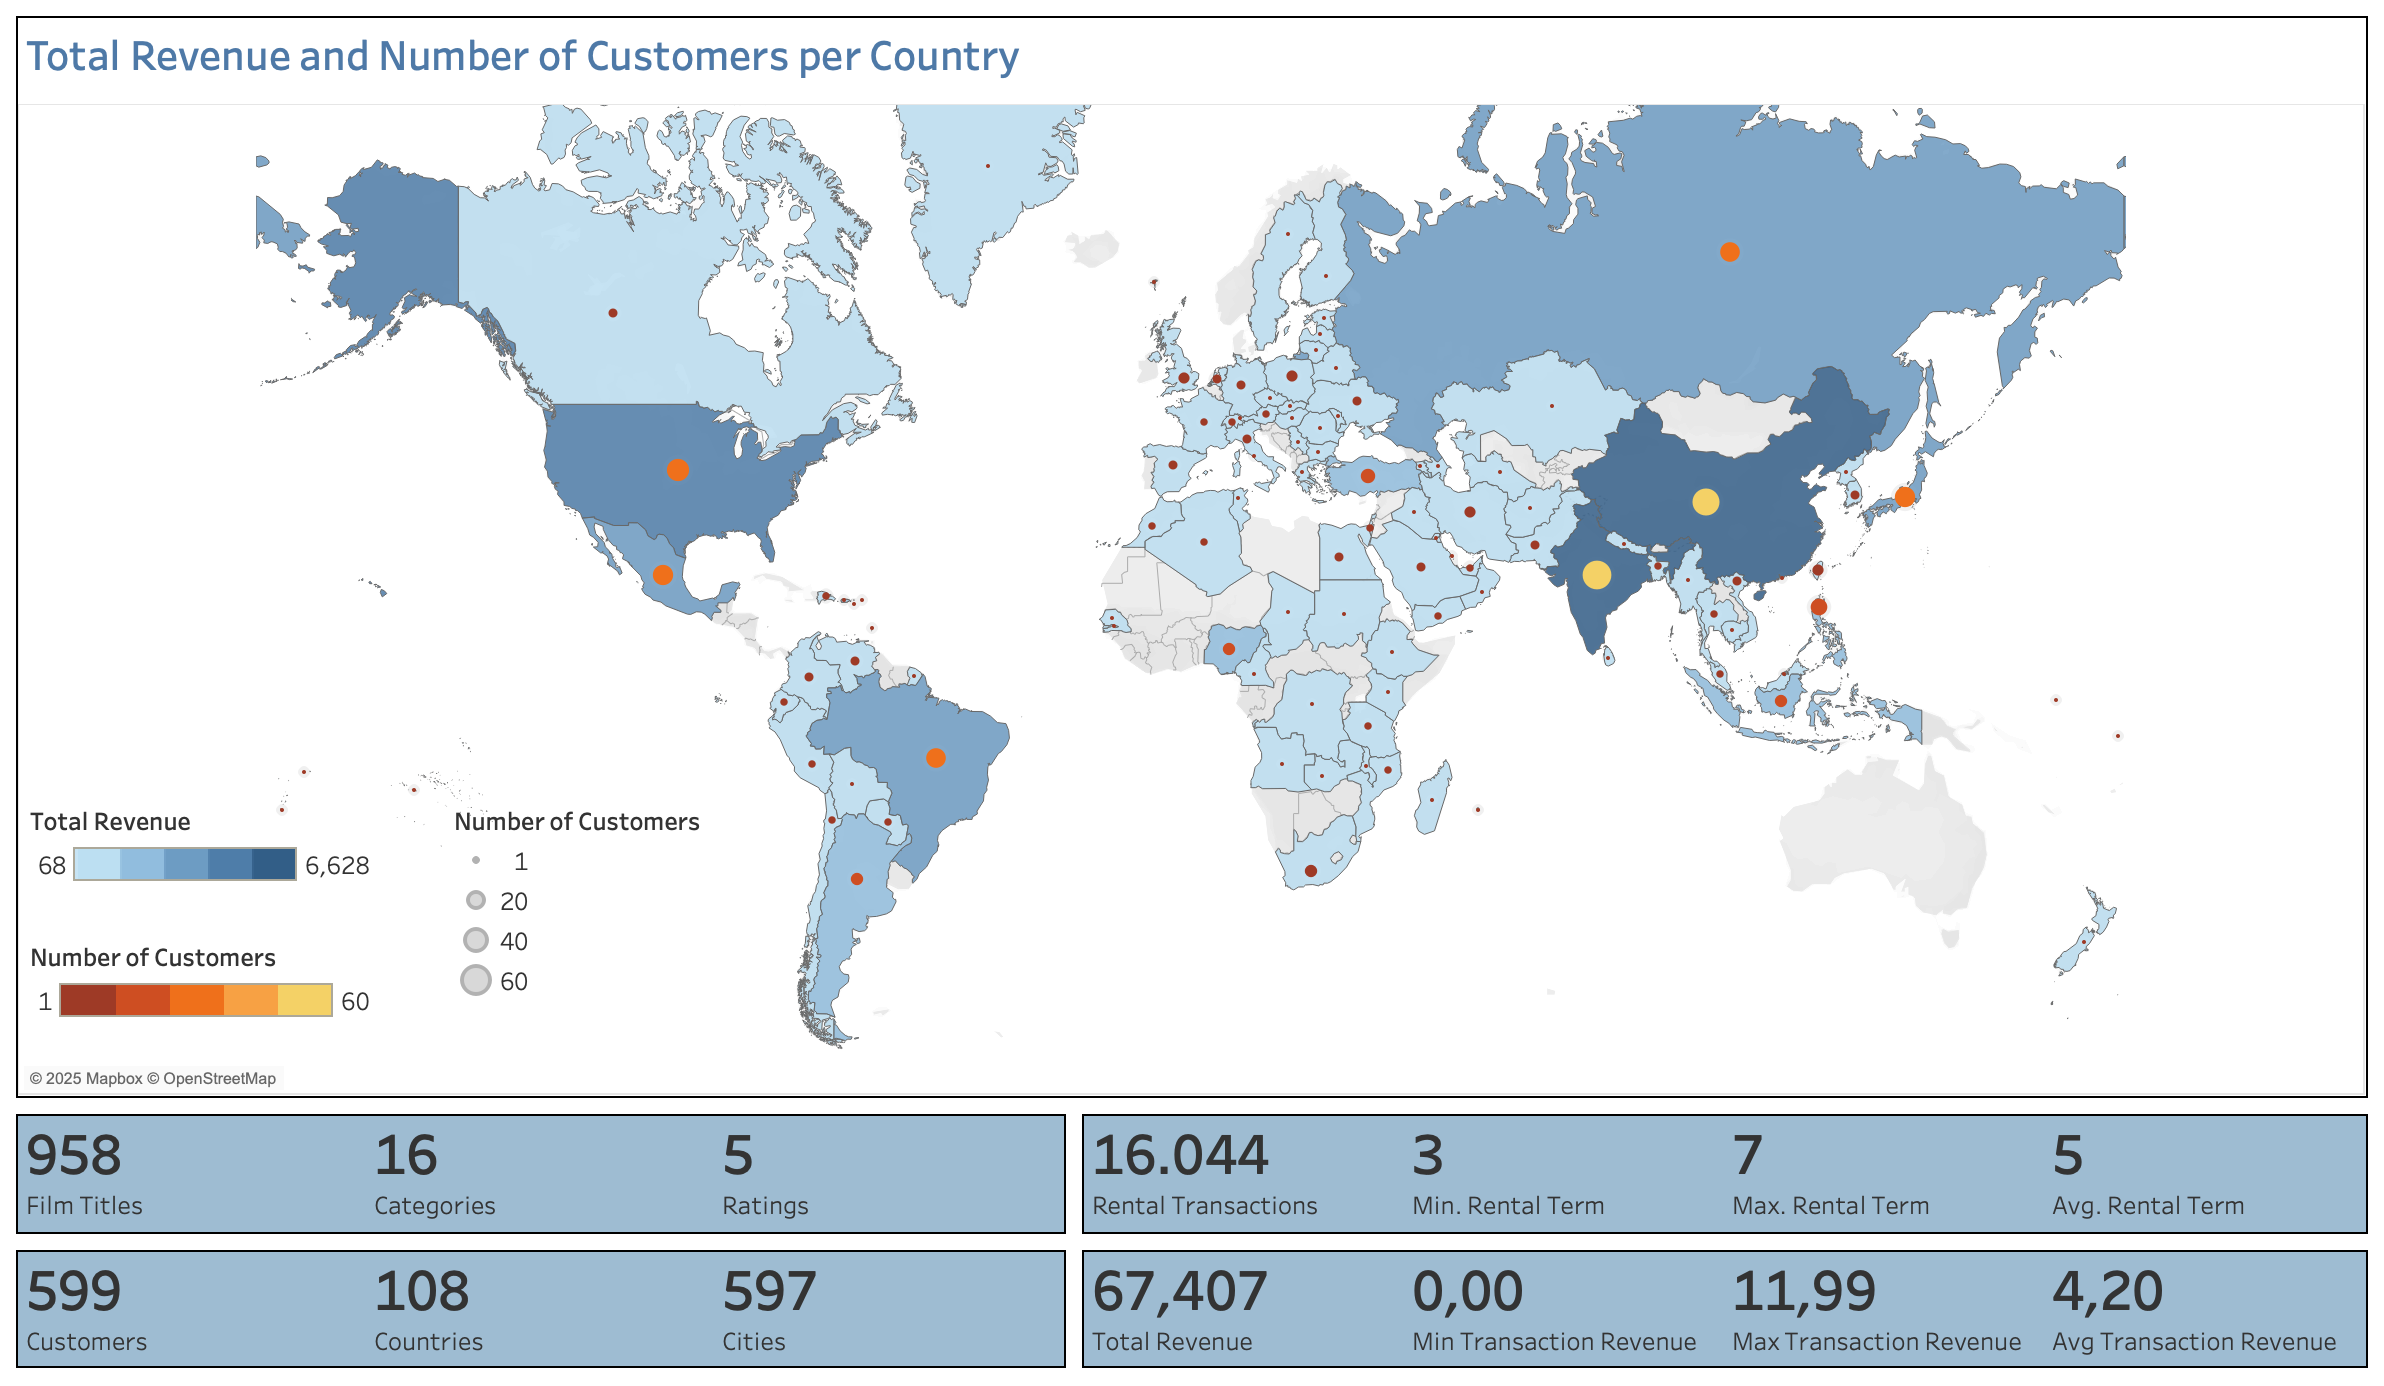 Total Revenue and Number of Customers per Country
Total Revenue
68 6,628
Number of Customers
1 60
Number of Customers
1
20
40
60
© 2025 Mapbox © OpenStreetMap
958 16 5
Film Titles Categories Ratings
16.044 3 7 5
Rental Transactions Min. Rental Term Max. Rental Term Avg. Rental Term
599 108 597
Customers Countries Cities
67,407 0,00 11,99 4,20
Total Revenue Min Transaction Revenue Max Transaction Revenue Avg Transaction Revenue